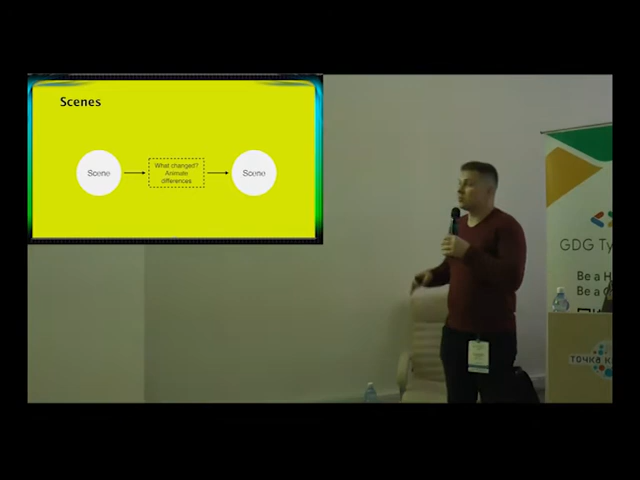 Scenes
Scene
What changed?
Animate
differences
Scene
GDG Ty
Be a H
Be a
точка к